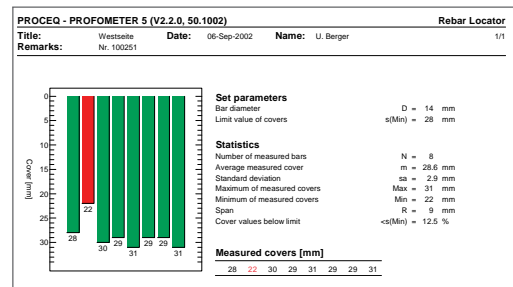 PROCEQ - PROFOMETER 5 (V2.2.0, 50.1002) Rebar Locator
Title: Westseite Date: 06-Sep-2002 Name: U. Berger 1/1
Remarks: Nr. 100251
Set parameters
Bar diameter D = 14 mm
Limit value of covers s(Min) = 28 mm
Statistics
Number of measured bars N = 8
Average measured cover m = 28.6 mm
Standard deviation sa = 2.9 mm
Maximum of measured covers Max = 31 mm
Minimum of measured covers Min = 22 mm
Span R = 9 mm
Cover values below limit <s(Min) = 12.5 %
Measured covers [mm]
28 22 30 29 31 29 29 31
Cover [mm]
0
5
10
15
20
25
30
28 22 30 29 31 29 29 31